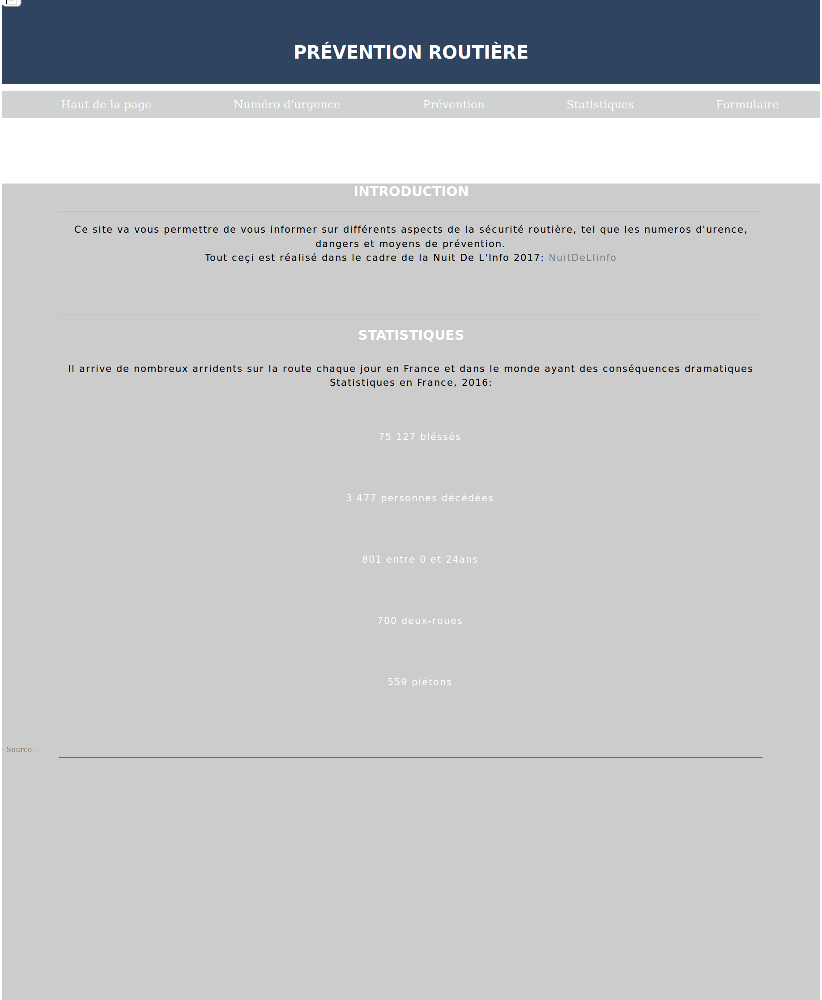 PRÉVENTION ROUTIÈRE
Haut de la page Numéro d'urgence Prévention Statistiques Formulaire
INTRODUCTION
Ce site va vous permettre de vous informer sur différents aspects de la sécurité routière, tel que les numeros d'urence,
dangers et moyens de prévention.
Tout ceçi est réalisé dans le cadre de la Nuit De L'Info 2017: NuitDeLlinfo
STATISTIQUES
Il arrive de nombreux arridents sur la route chaque jour en France et dans le monde ayant des conséquences dramatiques
Statistiques en France, 2016:
75 127 bléssés
3 477 personnes décédées
801 entre 0 et 24ans
700 deux-roues
559 piétons
--Source--